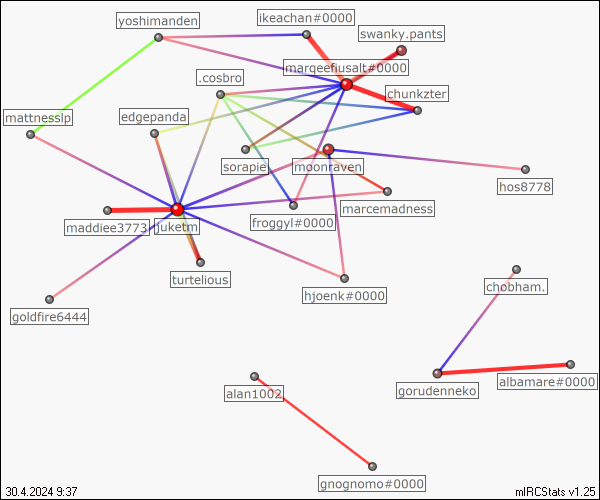 yoshimanden
ikeachan#0000
swanky.pants
marqeefiusalt#0000
.cosbro
chunkzter
mattnesslp
edgepanda
sorapie
moonraven
hos8778
marcemadness
maddiee3773
juketm
froggyl#0000
turtelious
hjoenk#0000
chobham.
goldfire6444
alan1002
gorudenneko
albamare#0000
gnognomo#0000
30.4.2024 9:37
mIRCStats v1.25